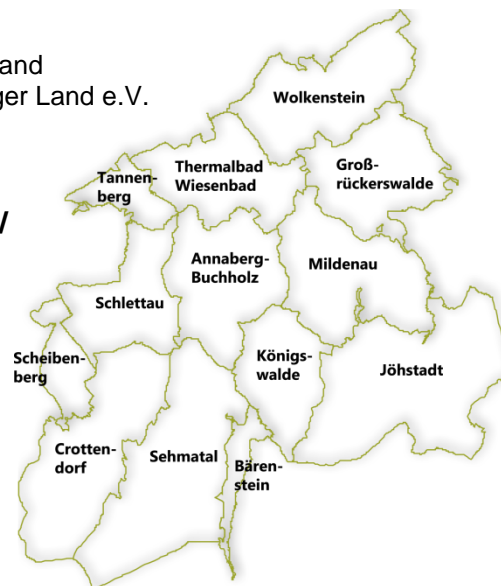 and
ger Land e.V.
Wolkenstein
Thermalbad
Wiesenbad
Groß-
rückerswalde
Tannen-
berg
Annaberg-
Buchholz
Mildenau
Schlettau
Scheiben-
berg
Königs-
walde
Jöhstadt
Crotten-
dorf
Sehmatal
Bären-
stein